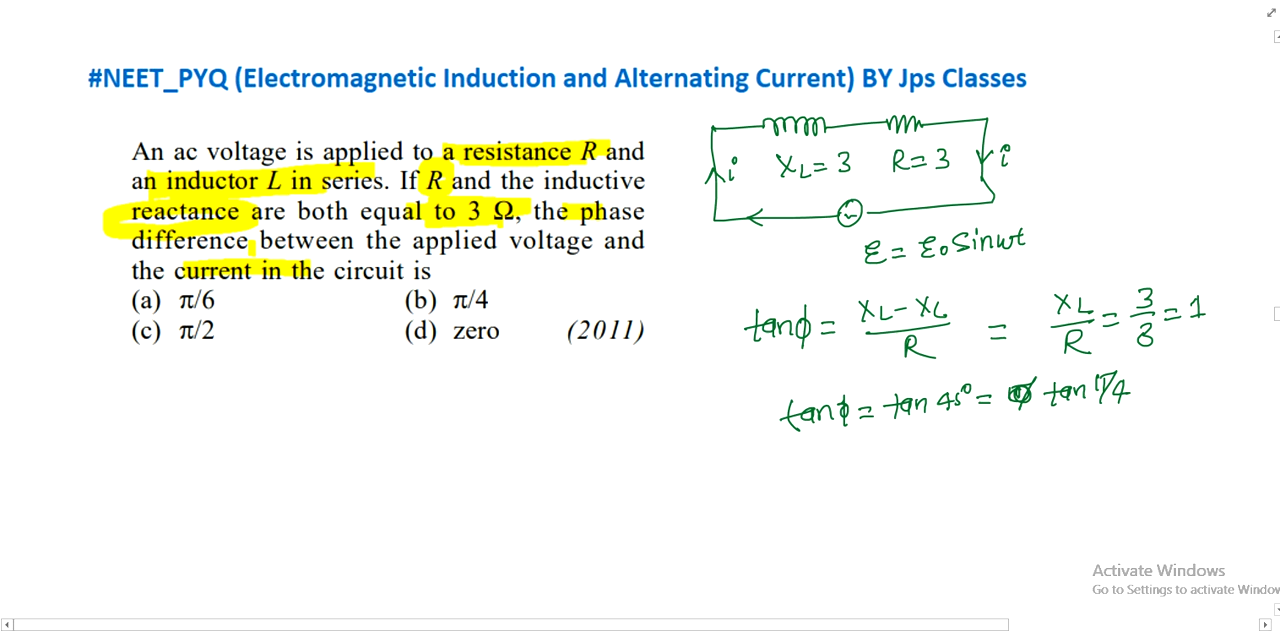 #NEET_PYQ (Electromagnetic Induction and Alternating Current) BY Jps Classes
An ac voltage is applied to a resistance R and
an inductor L in series. If R and the inductive
reactance are both equal to 3 Ω, the phase
difference between the applied voltage and
the current in the circuit is
(a) π/6 (b) π/4
(c) π/2 (d) zero (2011)
i X_L = 3 R = 3 i
~
ε = ε₀ sinωt
tanϕ = X_L - X_L / R = X_L / R = 3/3 = 1
tanϕ = tan 45° = tan π/4
Activate Windows
Go to Settings to activate Window